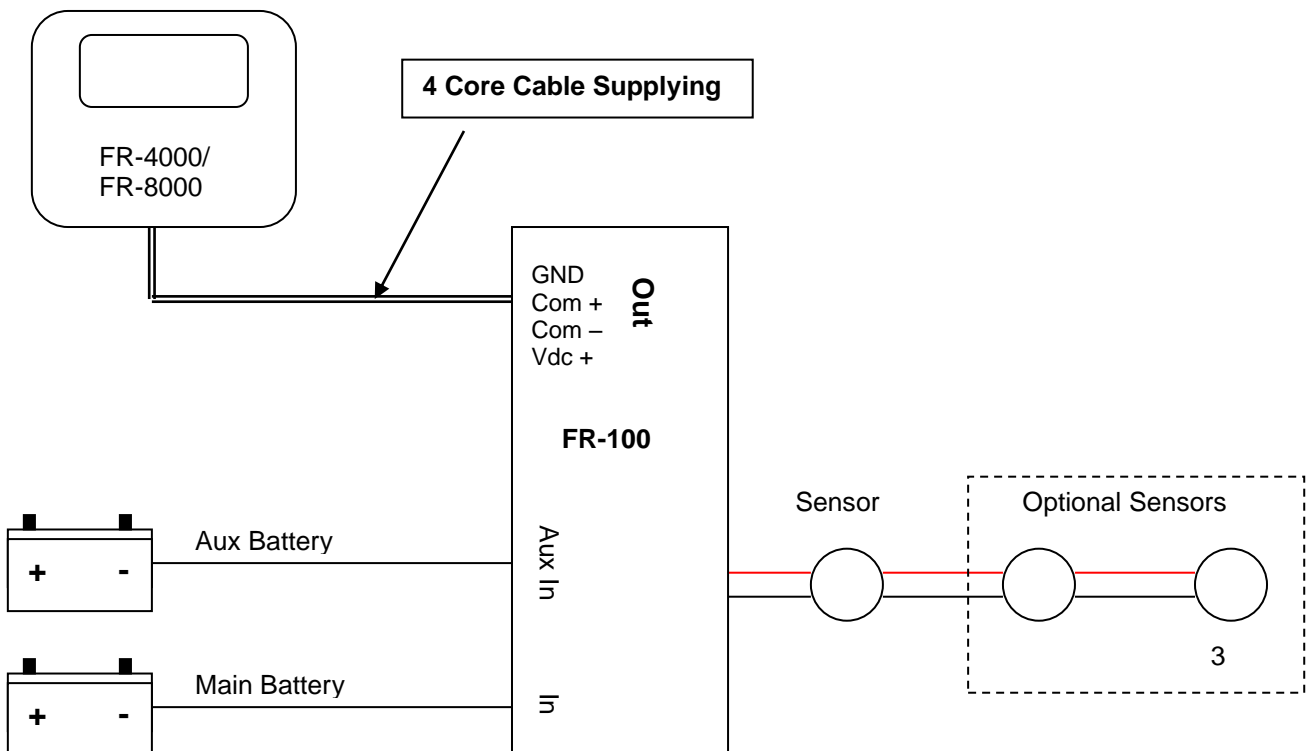 4 Core Cable Supplying
FR-4000/
FR-8000
GND
Com +
Com –
Vdc +
Out
FR-100
Sensor
Optional Sensors
Aux Battery
Aux In
+ -
3
Main Battery
In
+ -